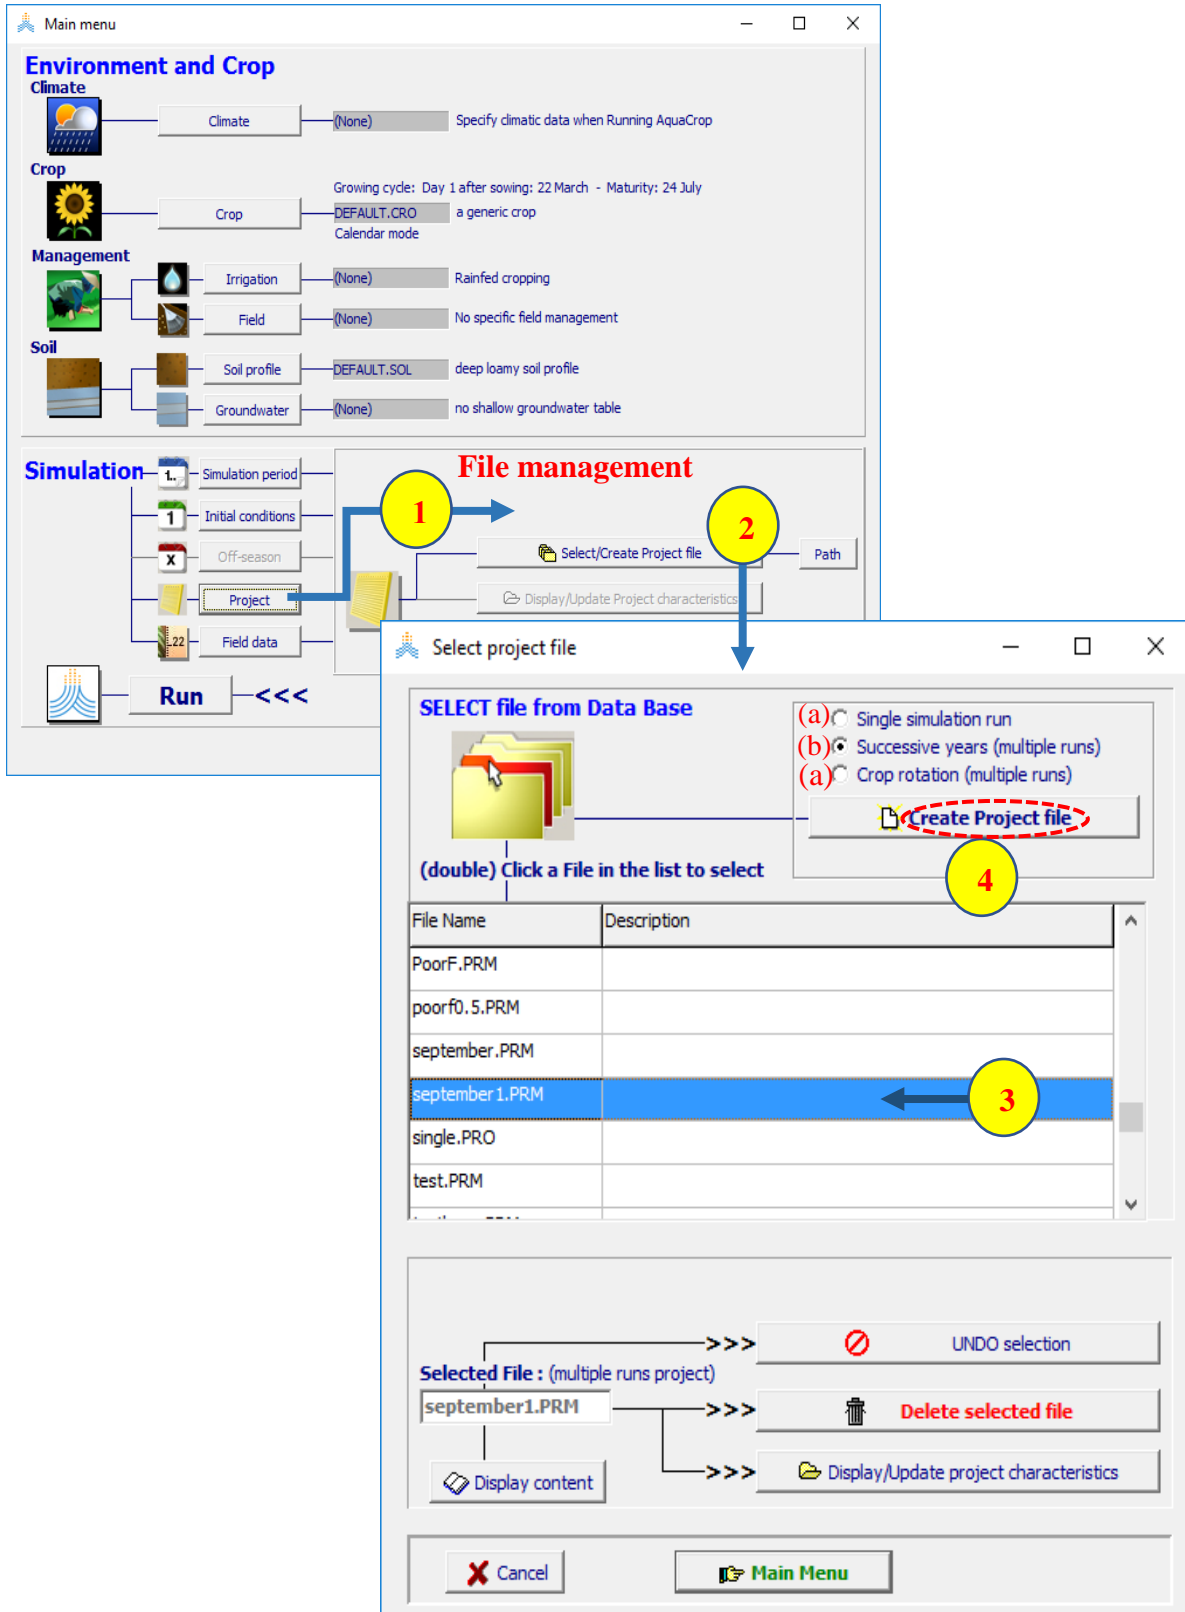 Main menu
Environment and Crop
Climate
Climate
(None)
Specify climatic data when Running AquaCrop
Crop
Growing cycle: Day 1 after sowing: 22 March - Maturity: 24 July
Crop
DEFAULT.CRO
a generic crop
Calendar mode
Management
Irrigation
(None)
Rainfed cropping
Field
(None)
No specific field management
Soil
Soil profile
DEFAULT.SOL
deep loamy soil profile
Groundwater
(None)
no shallow groundwater table
Simulation
1..
Simulation period
File management
1
2
1
Initial conditions
Select/Create Project file
Path
X
Off-season
Project
Display/Update Project characteristics
..22
Field data
Run
<<<
Select project file
SELECT file from Data Base
(a) Single simulation run
(b) Successive years (multiple runs)
(a) Crop rotation (multiple runs)
Create Project file
4
(double) Click a File in the list to select
File Name
Description
PoorF.PRM
poorf0.5.PRM
september.PRM
september1.PRM
3
single.PRO
test.PRM
>>>
UNDO selection
Selected File : (multiple runs project)
september1.PRM
>>>
Delete selected file
Display content
>>>
Display/Update project characteristics
Cancel
Main Menu